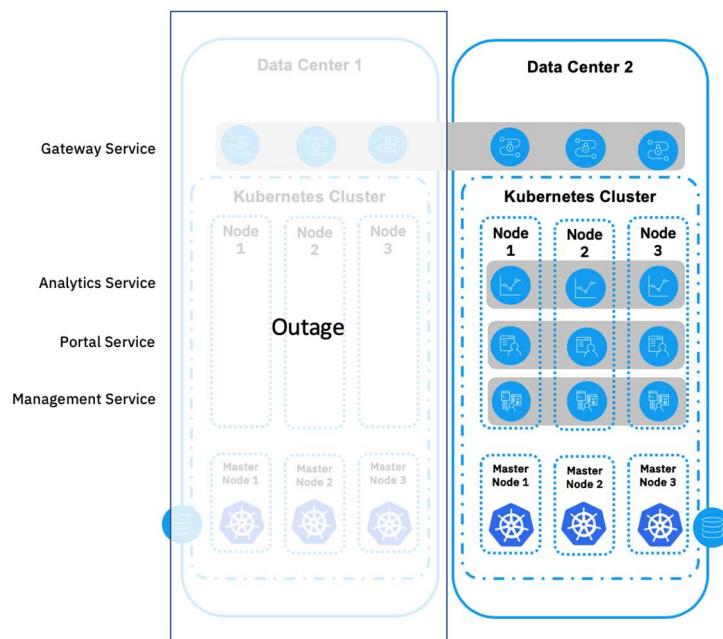 Data Center 1
Data Center 2
Gateway Service
Kubernetes Cluster
Kubernetes Cluster
Node
1
Node
2
Node
3
Node
1
Node
2
Node
3
Analytics Service
Outage
Portal Service
Management Service
Master
Node 1
Master
Node 2
Master
Node 3
Master
Node 1
Master
Node 2
Master
Node 3